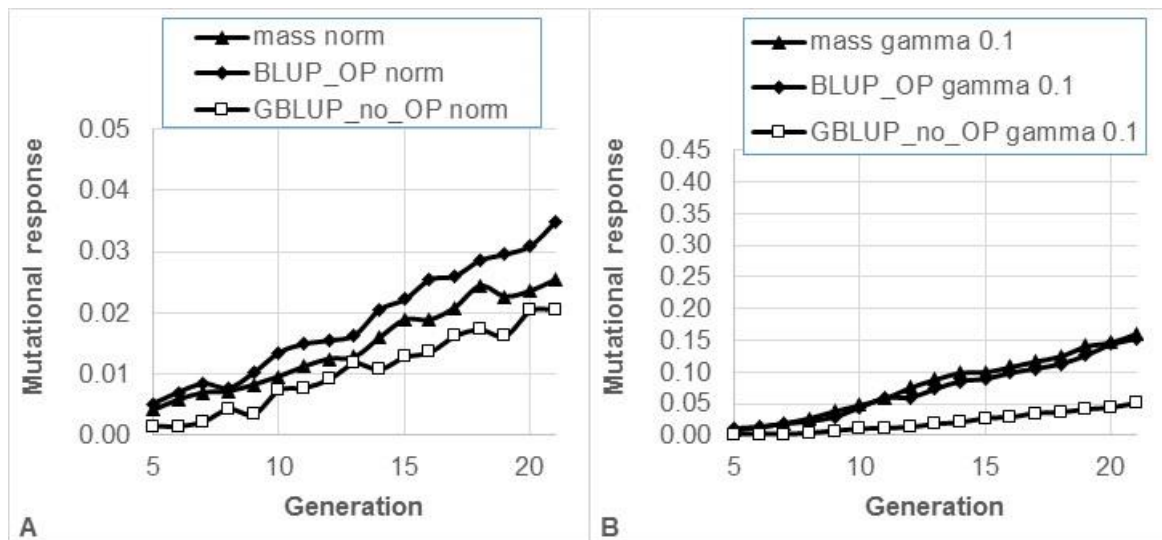 mass norm
BLUP_OP norm
GBLUP_no_OP norm
0.05
0.04
0.03
0.02
0.01
0.00
Mutational response
5 10 15 20
Generation
A
mass gamma 0.1
BLUP_OP gamma 0.1
GBLUP_no_OP gamma 0.1
0.45
0.40
0.35
0.30
0.25
0.20
0.15
0.10
0.05
0.00
Mutational response
5 10 15 20
Generation
B